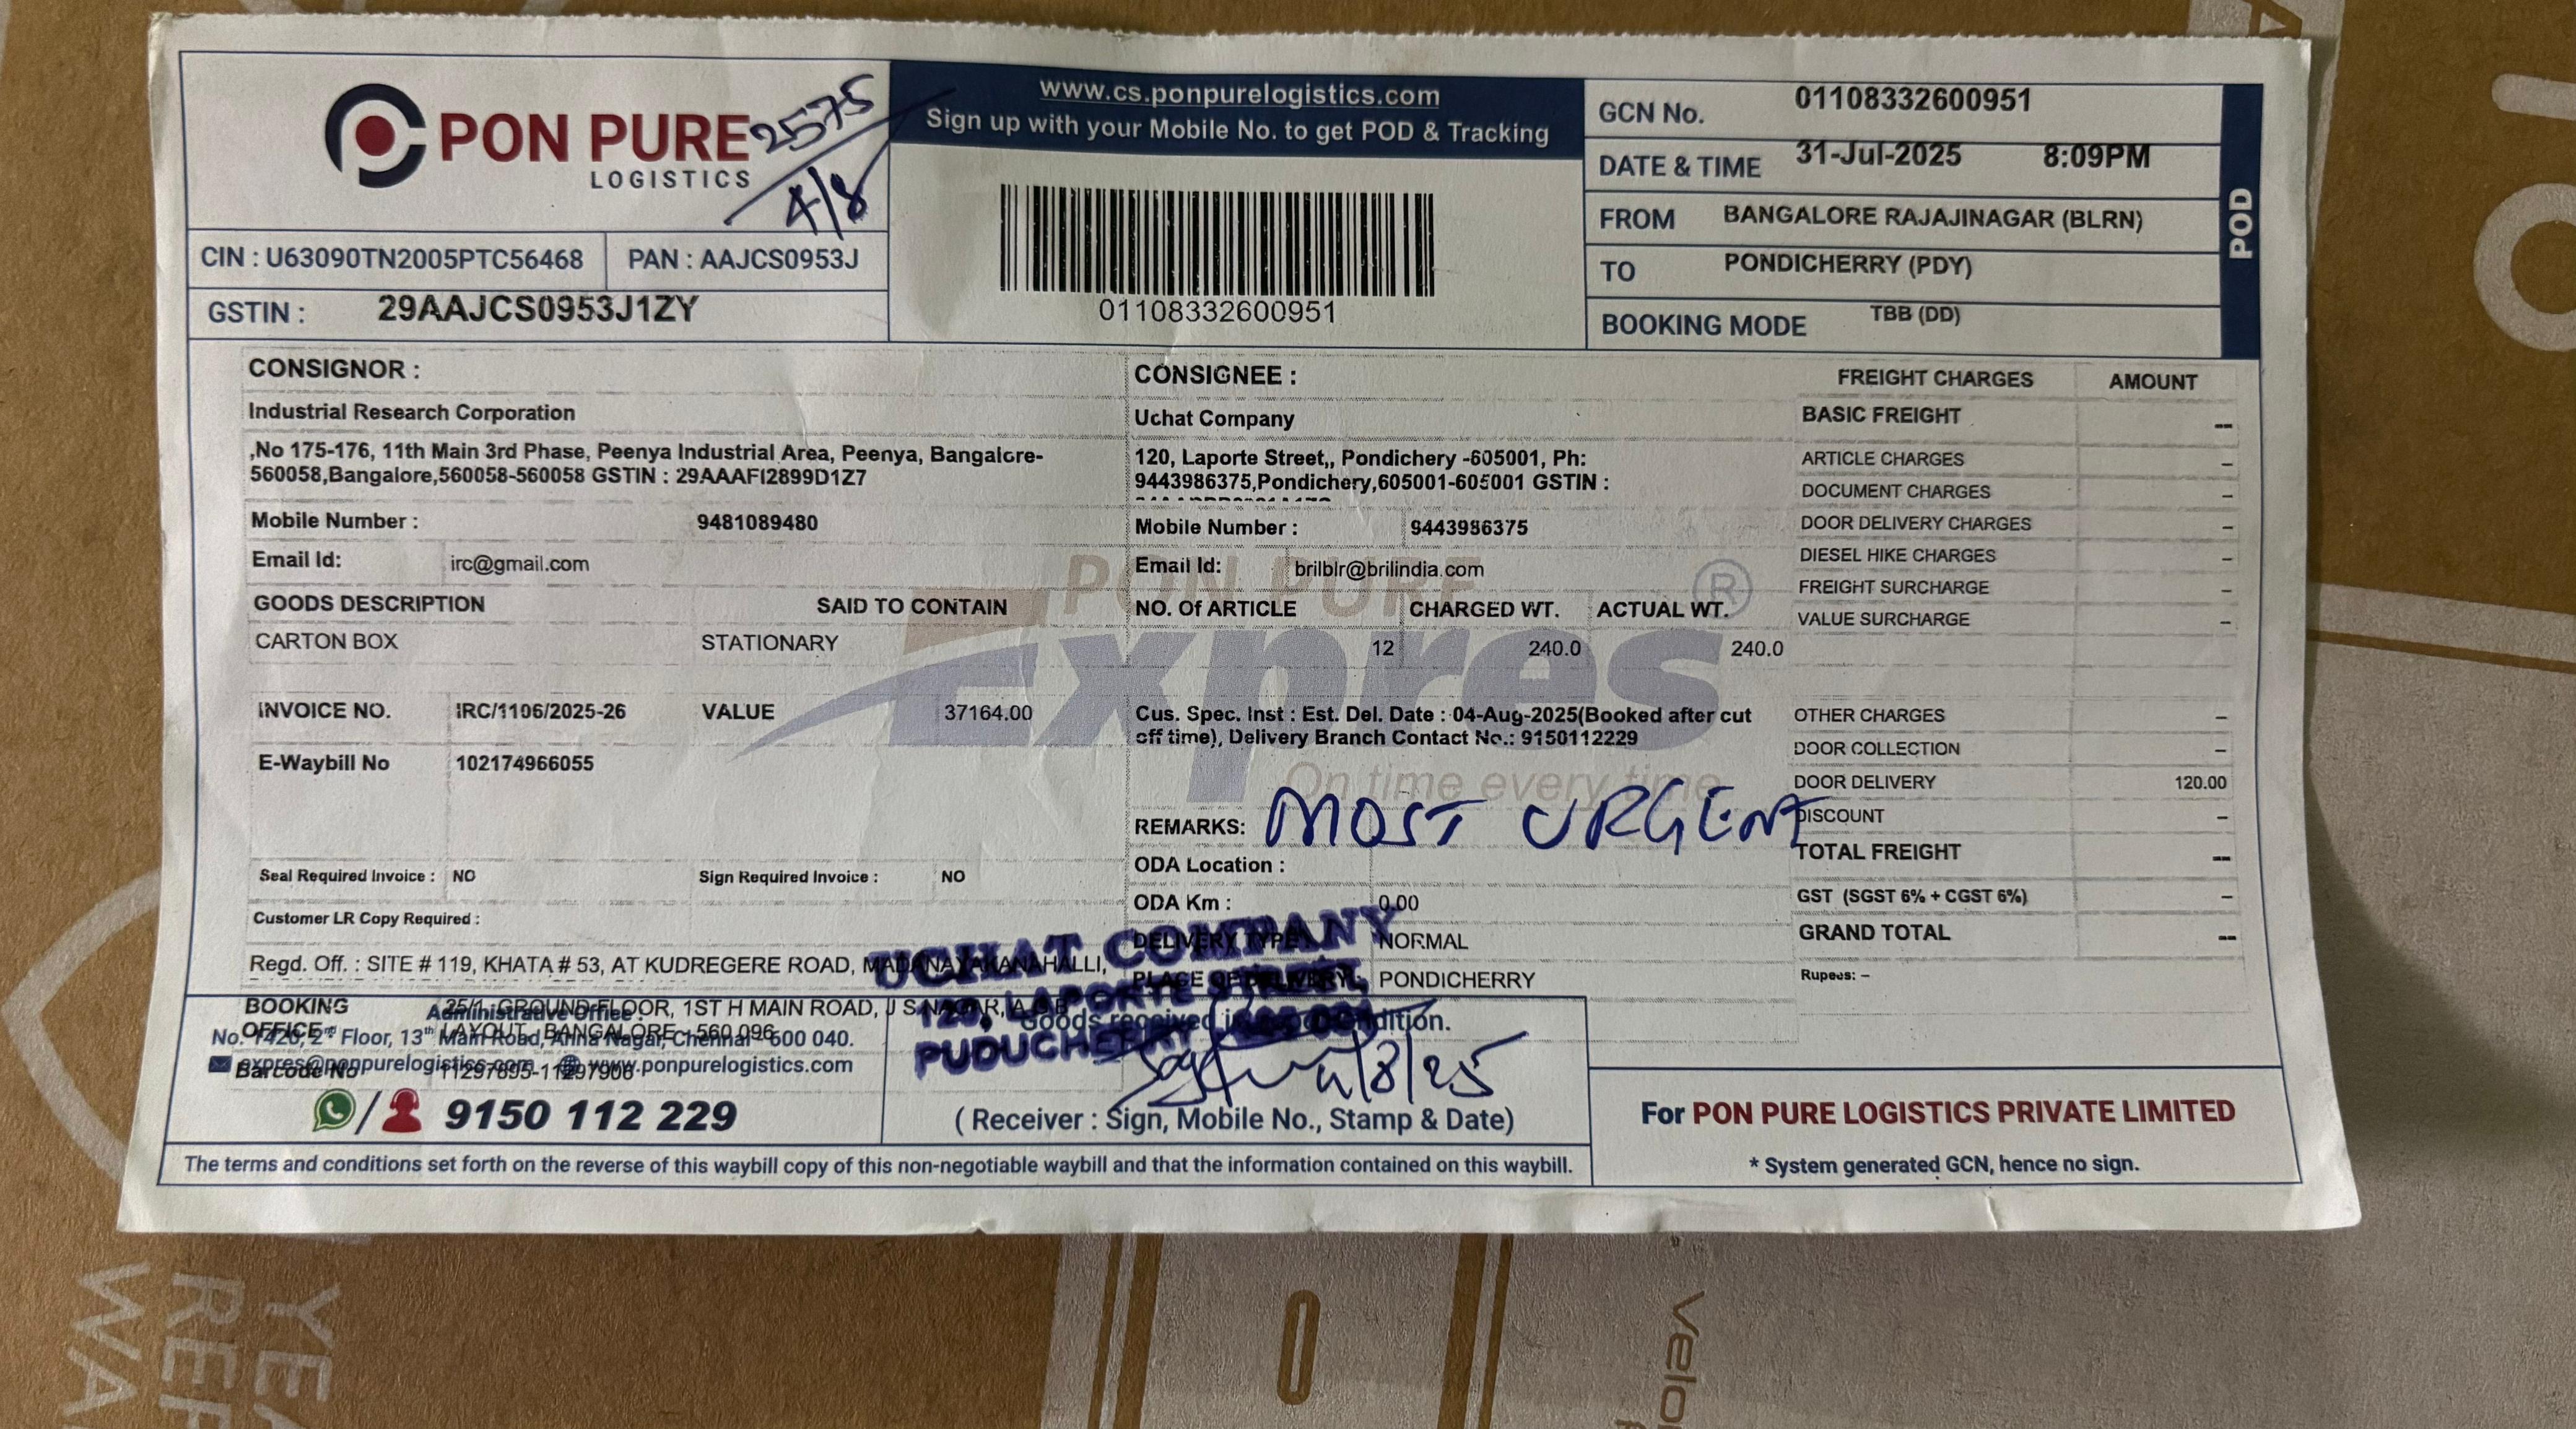 PON PURE
LOGISTICS
2575
4/8
CIN : U63090TN2005PTC56468
PAN : AAJCS0953J
GSTIN : 29AAJCS0953J1ZY
www.cs.ponpurelogistics.com
Sign up with your Mobile No. to get POD & Tracking
01108332600951
GCN No. 01108332600951
DATE & TIME 31-Jul-2025 8:09PM
FROM BANGALORE RAJAJINAGAR (BLRN)
TO PONDICHERRY (PDY)
BOOKING MODE TBB (DD)
POD
CONSIGNOR :
Industrial Research Corporation
,No 175-176, 11th Main 3rd Phase, Peenya Industrial Area, Peenya, Bangalore-
560058,Bangalore,560058-560058 GSTIN : 29AAAFI2899D1Z7
Mobile Number : 9481089480
Email Id: irc@gmail.com
GOODS DESCRIPTION SAID TO CONTAIN
CARTON BOX STATIONARY
INVOICE NO. IRC/1106/2025-26 VALUE 37164.00
E-Waybill No 102174966055
Seal Required Invoice : NO Sign Required Invoice : NO
Customer LR Copy Required :
Regd. Off. : SITE # 119, KHATA # 53, AT KUDREGERE ROAD, MADANAYAKANAHALLI,
CONSIGNEE :
Uchat Company
120, Laporte Street,, Pondichery -605001, Ph:
9443986375,Pondichery,605001-605001 GSTIN :
Mobile Number : 9443986375
Email Id: brilblr@brilindia.com
NO. Of ARTICLE CHARGED WT. ACTUAL WT.
12 240.0 240.0
PON PURE
Expres ®
On time every time
Cus. Spec. Inst : Est. Del. Date : 04-Aug-2025(Booked after cut
off time), Delivery Branch Contact No.: 9150112229
REMARKS: MOST URGENT
ODA Location :
ODA Km : 0.00
DELIVERY TYPE NORMAL
PLACE OF DELIVERY: PONDICHERRY
FREIGHT CHARGES AMOUNT
BASIC FREIGHT --
ARTICLE CHARGES –
DOCUMENT CHARGES –
DOOR DELIVERY CHARGES –
DIESEL HIKE CHARGES –
FREIGHT SURCHARGE –
VALUE SURCHARGE –
OTHER CHARGES –
DOOR COLLECTION –
DOOR DELIVERY 120.00
DISCOUNT –
TOTAL FREIGHT --
GST (SGST 6% + CGST 6%) –
GRAND TOTAL --
Rupees: –
BOOKING OFFICE : 25/1, GROUND FLOOR, 1ST H MAIN ROAD, J S NAGAR,
LAYOUT, BANGALORE - 560 096
Barcode No 11297895-11297906
Administrative Office :
No. 1420, 2nd Floor, 13th Main Road, Anna Nagar, Chennai - 600 040.
expres@ponpurelogistics.com www.ponpurelogistics.com
/ 9150 112 229
UCHAT COMPANY
120, LAPORTE STREET,
PUDUCHERRY
Goods received in condition.
4/8/25
( Receiver : Sign, Mobile No., Stamp & Date)
For PON PURE LOGISTICS PRIVATE LIMITED
* System generated GCN, hence no sign.
The terms and conditions set forth on the reverse of this waybill copy of this non-negotiable waybill and that the information contained on this waybill.